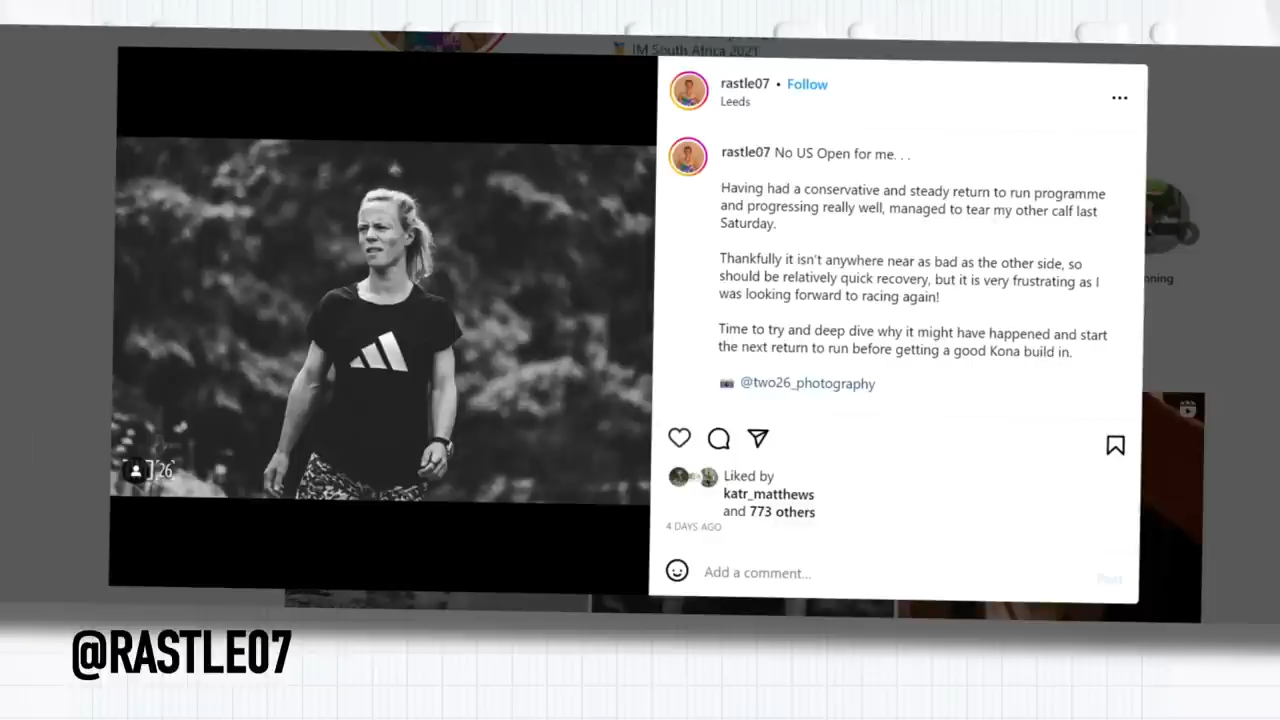 IM South Africa 2021
rastle07 • Follow
Leeds
rastle07 No US Open for me. . .
Having had a conservative and steady return to run programme
and progressing really well, managed to tear my other calf last
Saturday.
Thankfully it isn't anywhere near as bad as the other side, so
should be relatively quick recovery, but it is very frustrating as I
was looking forward to racing again!
Time to try and deep dive why it might have happened and start
the next return to run before getting a good Kona build in.
@two26_photography
26
Liked by
katr_matthews
and 773 others
4 DAYS AGO
Add a comment...
Post
@RASTLE07